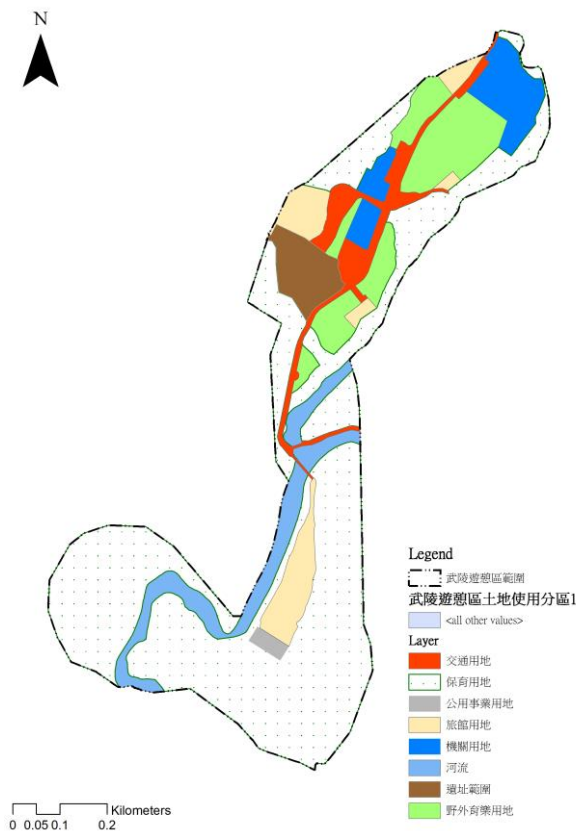 N
Legend
武陵遊憩區範圍
武陵遊憩區土地使用分區1
<all other values>
Layer
交通用地
保育用地
公用事業用地
旅館用地
機關用地
河流
遺址範圍
野外育樂用地
Kilometers
0 0.05 0.1 0.2